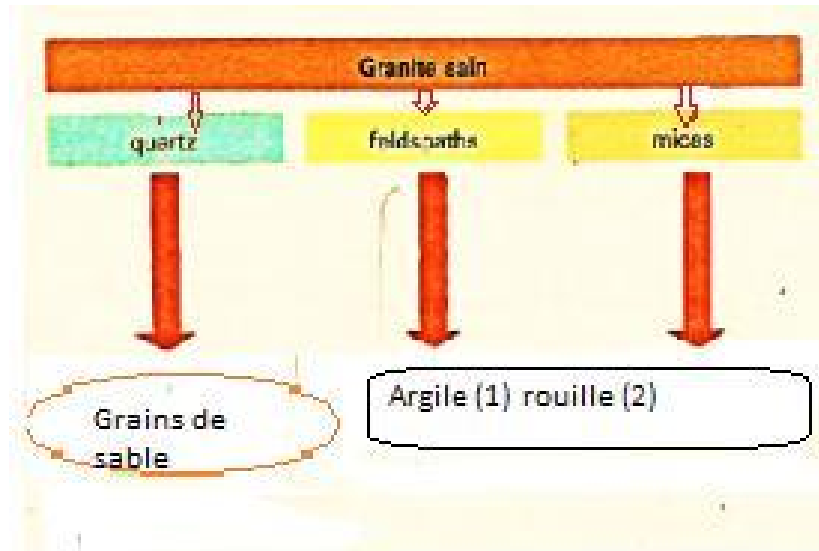 Granite sain
quartz feldspaths micas
Grains de
sable
Argile (1) rouille (2)